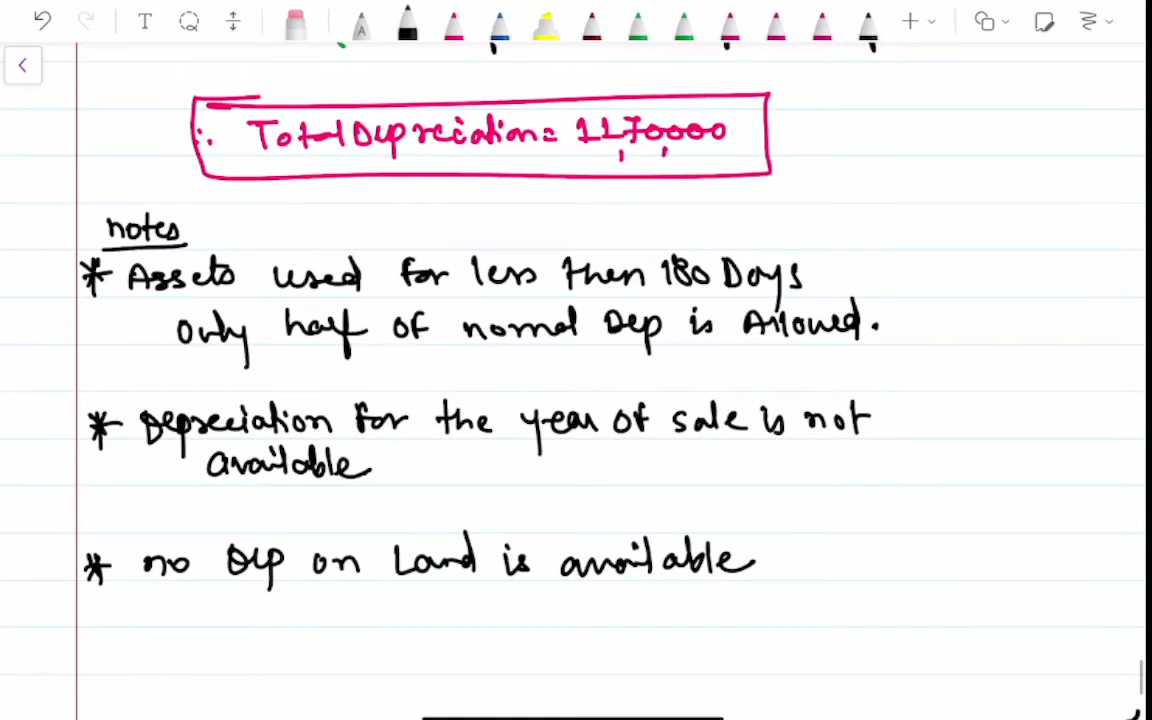 ∴ Total Depreciation = 11,70,000
notes
* Assets used for less then 180 Days
only half of normal Dep is Allowed.
* Depreciation for the year of sale is not
available
* no Dep on Land is available